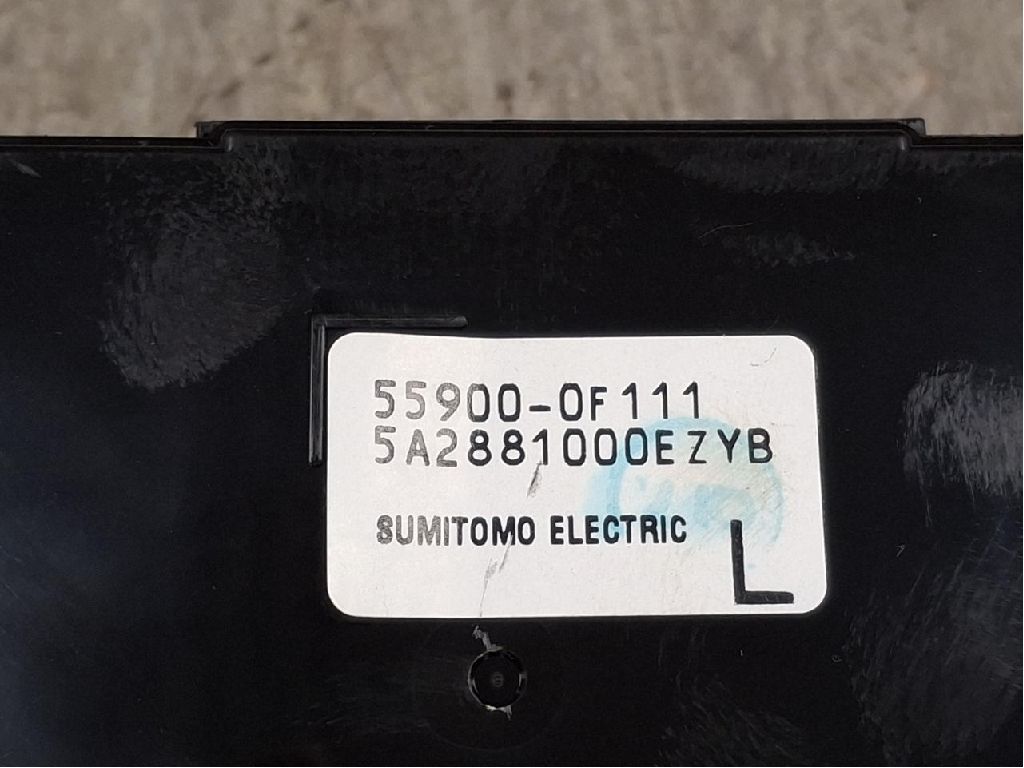 55900-0F111
5A2881000EZYB
SUMITOMO ELECTRIC
L